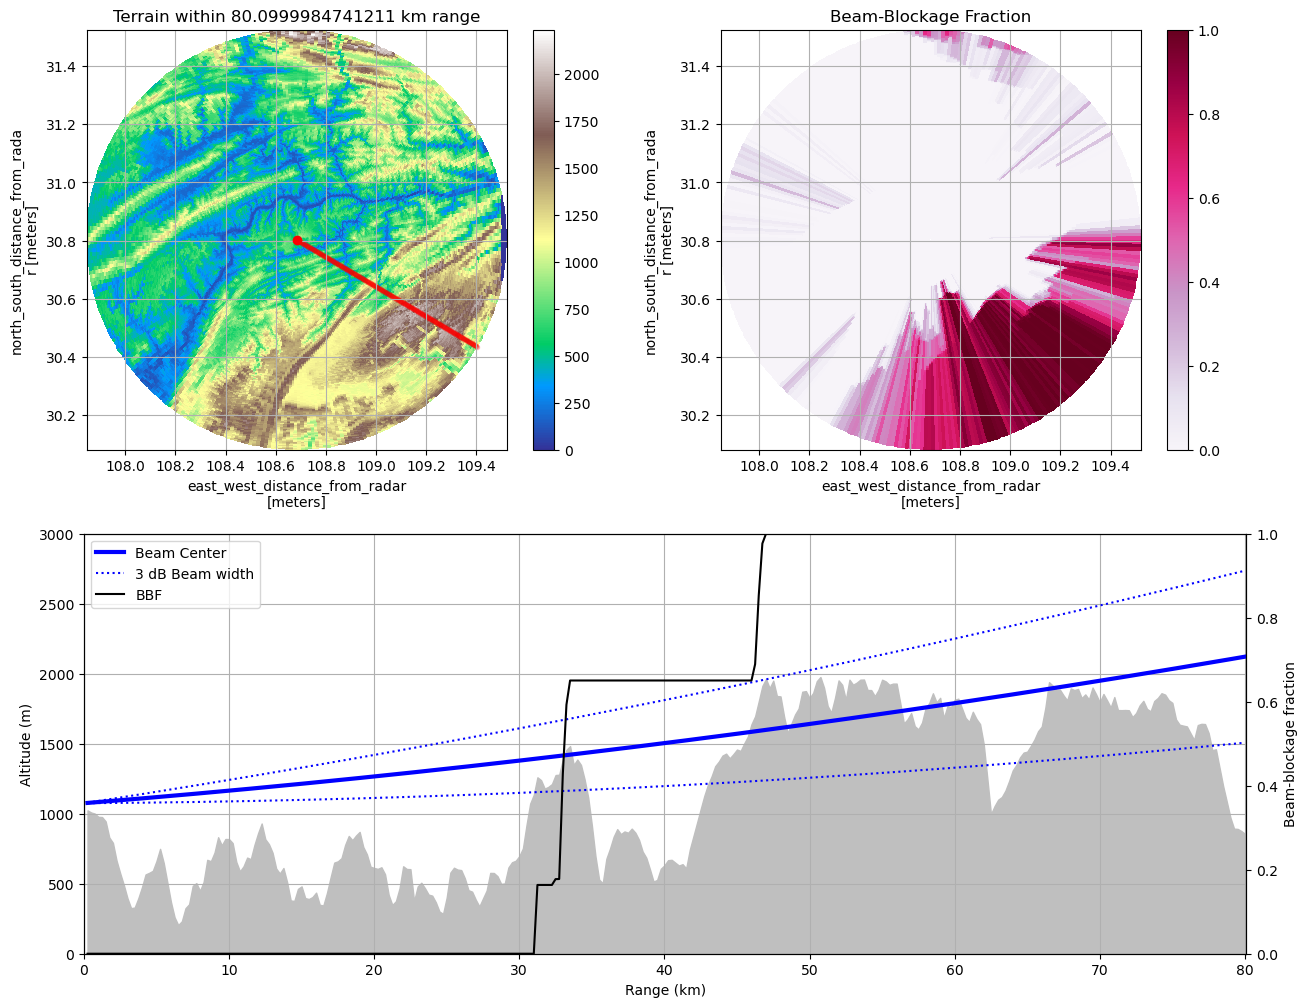 Terrain within 80.0999984741211 km range
31.4
31.2
31.0
30.8
30.6
30.4
30.2
north_south_distance_from_rada
r [meters]
108.0 108.2 108.4 108.6 108.8 109.0 109.2 109.4
east_west_distance_from_radar
[meters]
2000
1750
1500
1250
1000
750
500
250
0
Beam-Blockage Fraction
31.4
31.2
31.0
30.8
30.6
30.4
30.2
north_south_distance_from_rada
r [meters]
108.0 108.2 108.4 108.6 108.8 109.0 109.2 109.4
east_west_distance_from_radar
[meters]
1.0
0.8
0.6
0.4
0.2
0.0
3000
2500
2000
1500
1000
500
0
Altitude (m)
Beam Center
3 dB Beam width
BBF
1.0
0.8
0.6
0.4
0.2
0.0
Beam-blockage fraction
0 10 20 30 40 50 60 70 80
Range (km)